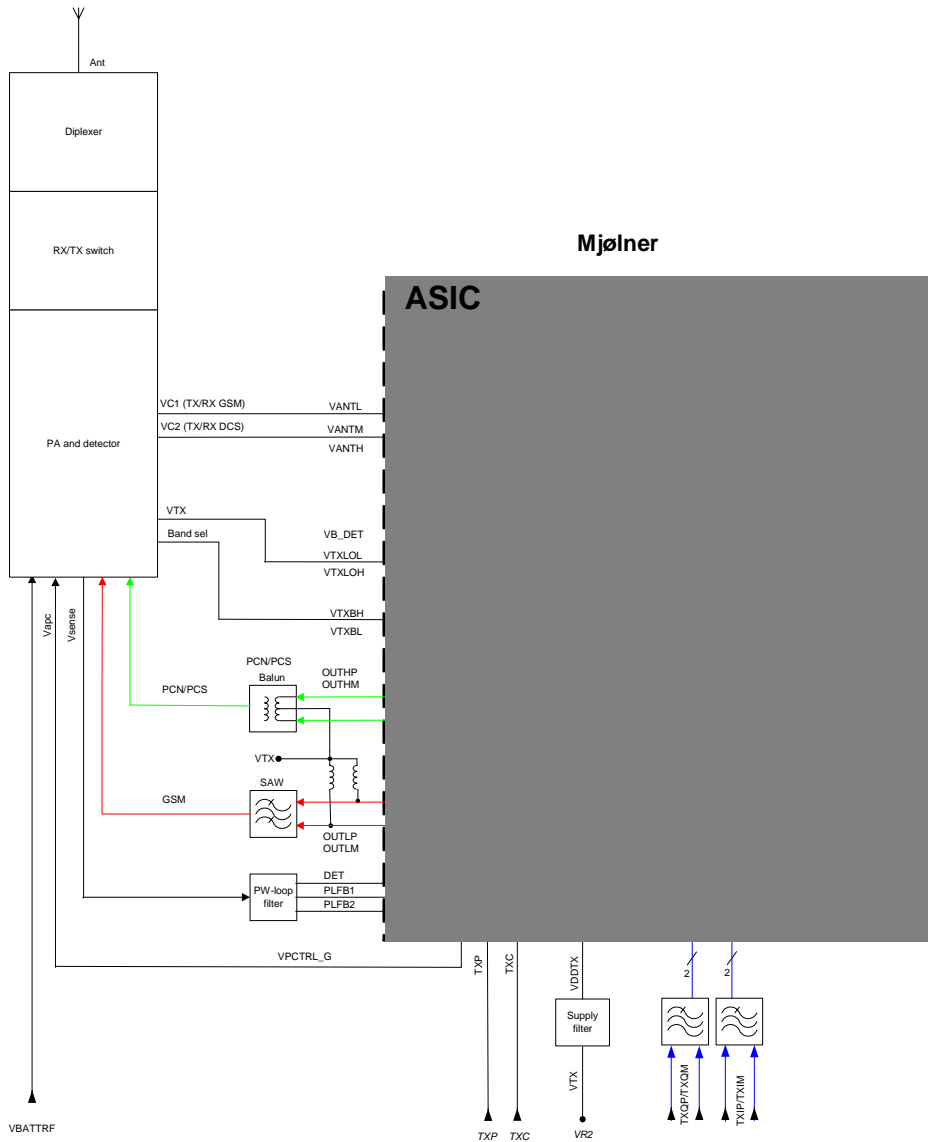 Ant
Diplexer
RX/TX switch
Mjølner
ASIC
VC1 (TX/RX GSM)
VANTL
VC2 (TX/RX DCS)
VANTM
PA and detector
VANTH
VTX
Band sel
VB_DET
VTXLOL
VTXLOH
VTXBH
VTXBL
Vapc
Vsense
PCN/PCS
Balun
OUTHP
OUTHM
PCN/PCS
VTX
SAW
GSM
OUTLP
OUTLM
DET
PW-loop
filter
PLFB1
PLFB2
VPCTRL_G
TXP
TXC
VDDTX
2
2
Supply
filter
VTX
TXQP/TXQM
TXIP/TXIM
VBATTRF
TXP
TXC
VR2